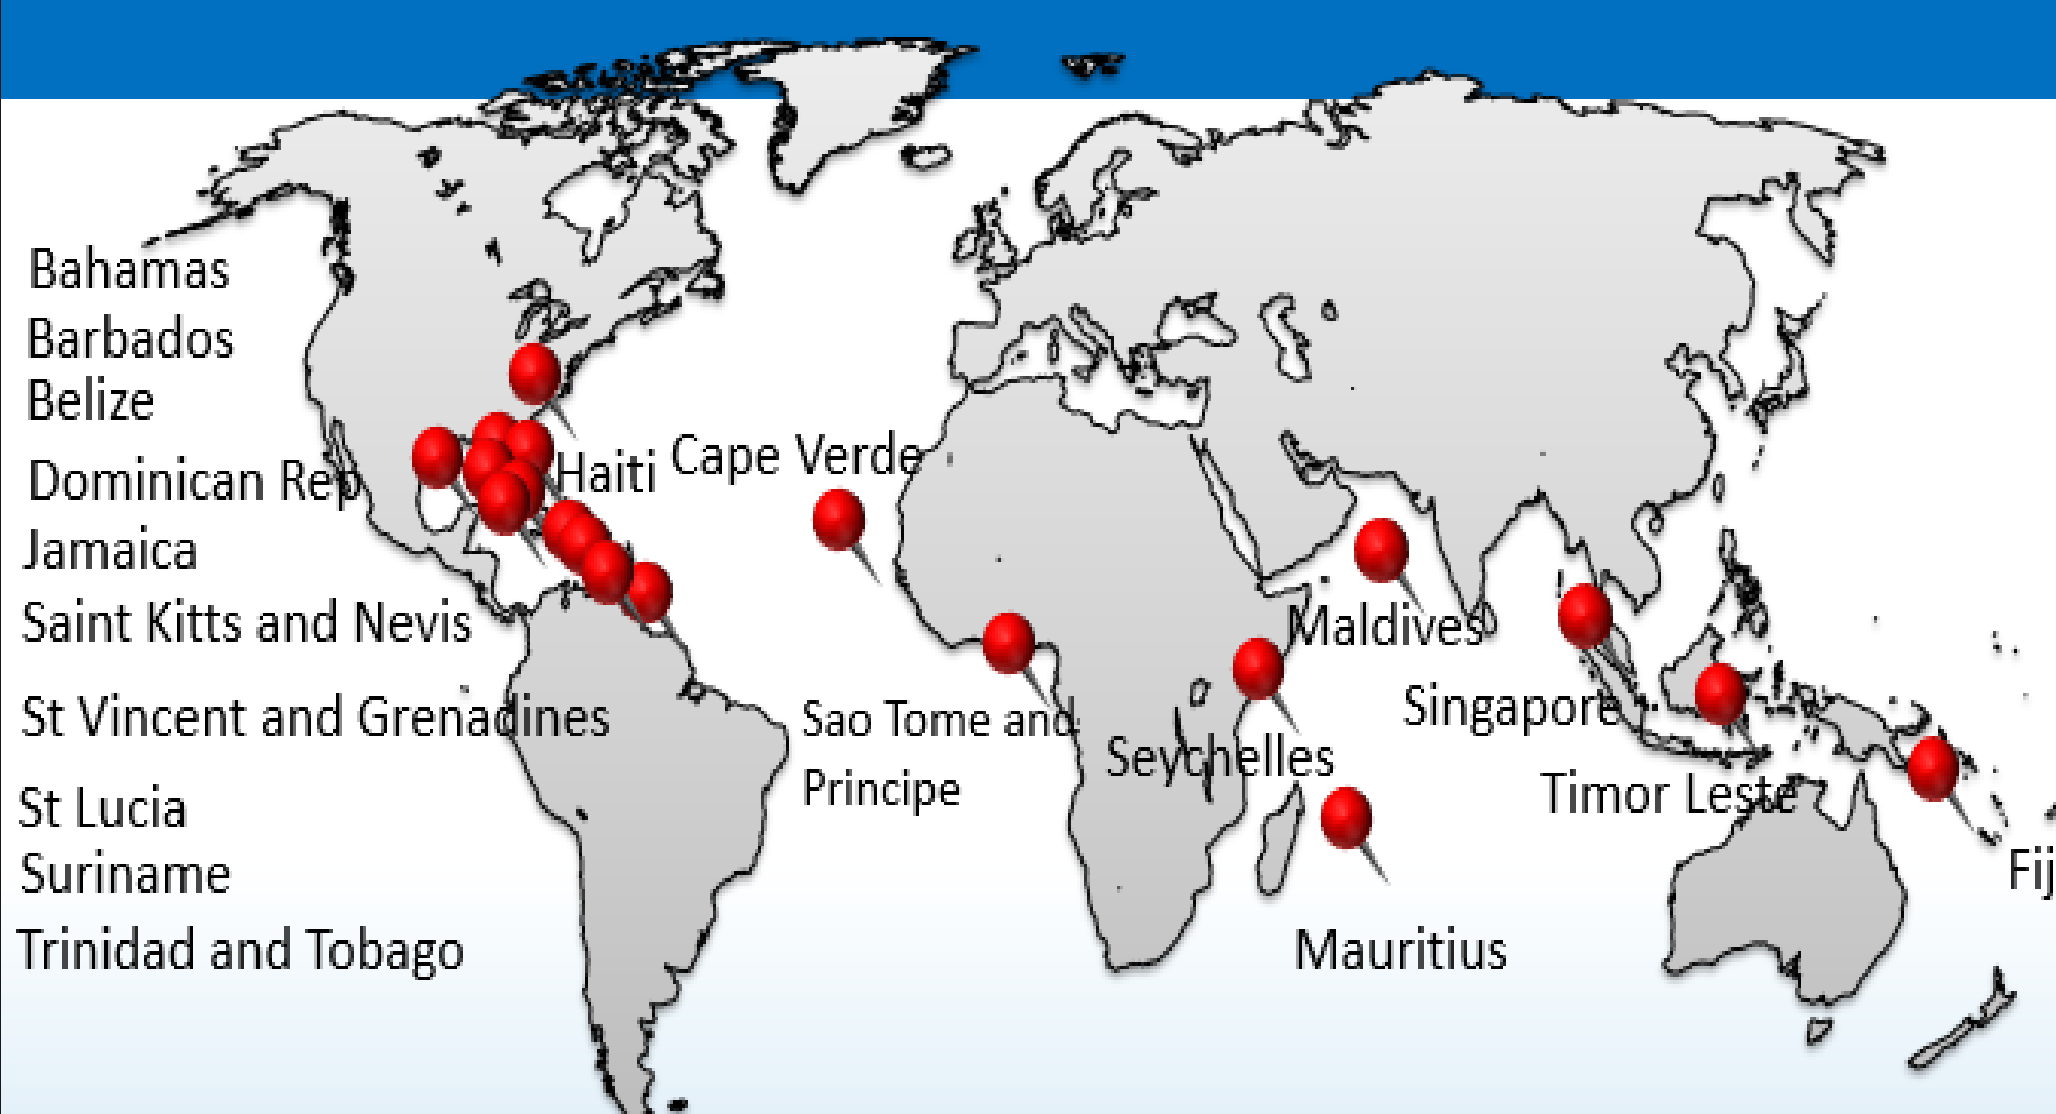 Bahamas
Barbados
Belize
Dominican Rep
Haiti
Cape Verde
Jamaica
Saint Kitts and Nevis
Maldives
St Vincent and Grenadines
Sao Tome and
Principe
Seychelles
Singapore
Timor Leste
St Lucia
Suriname
Fij
Trinidad and Tobago
Mauritius